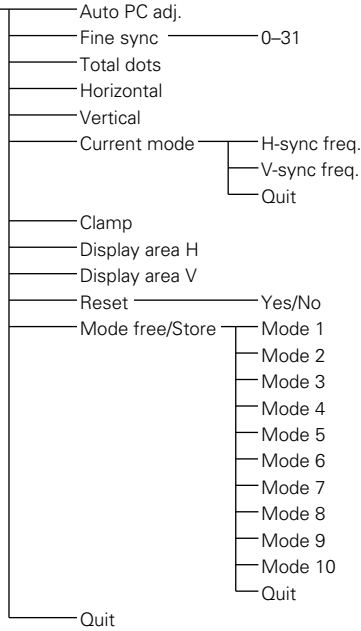 Auto PC adj.
Fine sync 0–31
Total dots
Horizontal
Vertical
Current mode H-sync freq.
V-sync freq.
Quit
Clamp
Display area H
Display area V
Reset Yes/No
Mode free/Store Mode 1
Mode 2
Mode 3
Mode 4
Mode 5
Mode 6
Mode 7
Mode 8
Mode 9
Mode 10
Quit
Quit